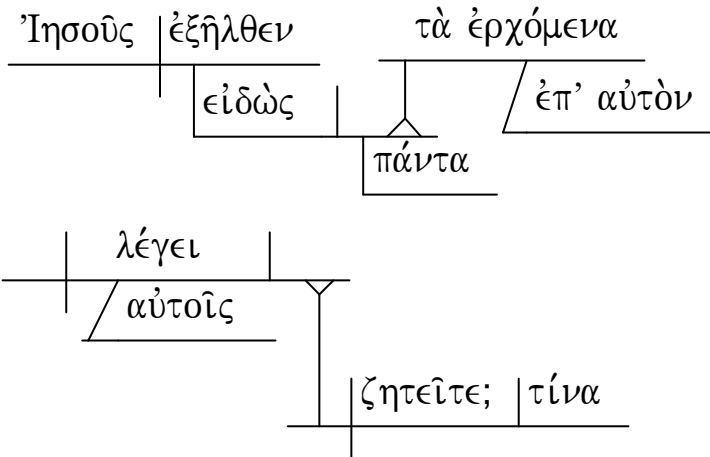 Ἰησοῦς ἐξῆλθεν τὰ ἐρχόμενα
εἰδὼς ἐπ’ αὐτὸν
πάντα
λέγει
αὐτοῖς
ζητεῖτε; τίνα